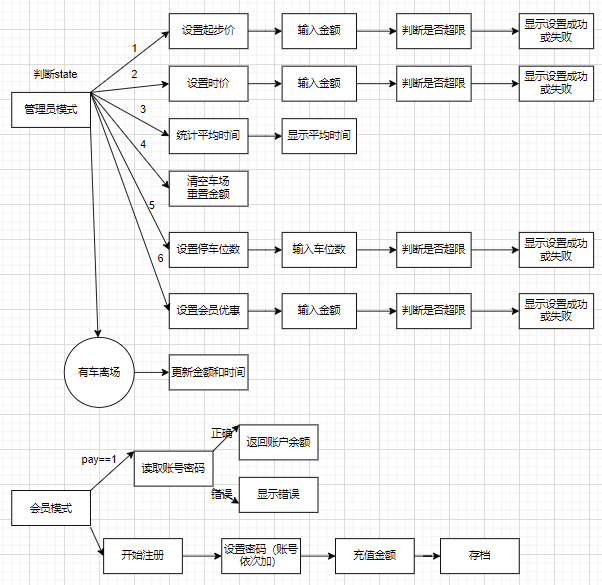 1
设置起步价
输入金额
判断是否超限
显示设置成功
或失败
判断state
2
设置时价
输入金额
判断是否超限
显示设置成功
或失败
管理员模式
3
统计平均时间
显示平均时间
4
清空车场
重置金额
5
设置停车位数
输入车位数
判断是否超限
显示设置成功
或失败
6
设置会员优惠
输入金额
判断是否超限
显示设置成功
或失败
有车离场
更新金额和时间
正确
返回账户余额
pay==1
读取账号密码
错误
显示错误
会员模式
开始注册
设置密码（账号
依次加）
充值金额
存档